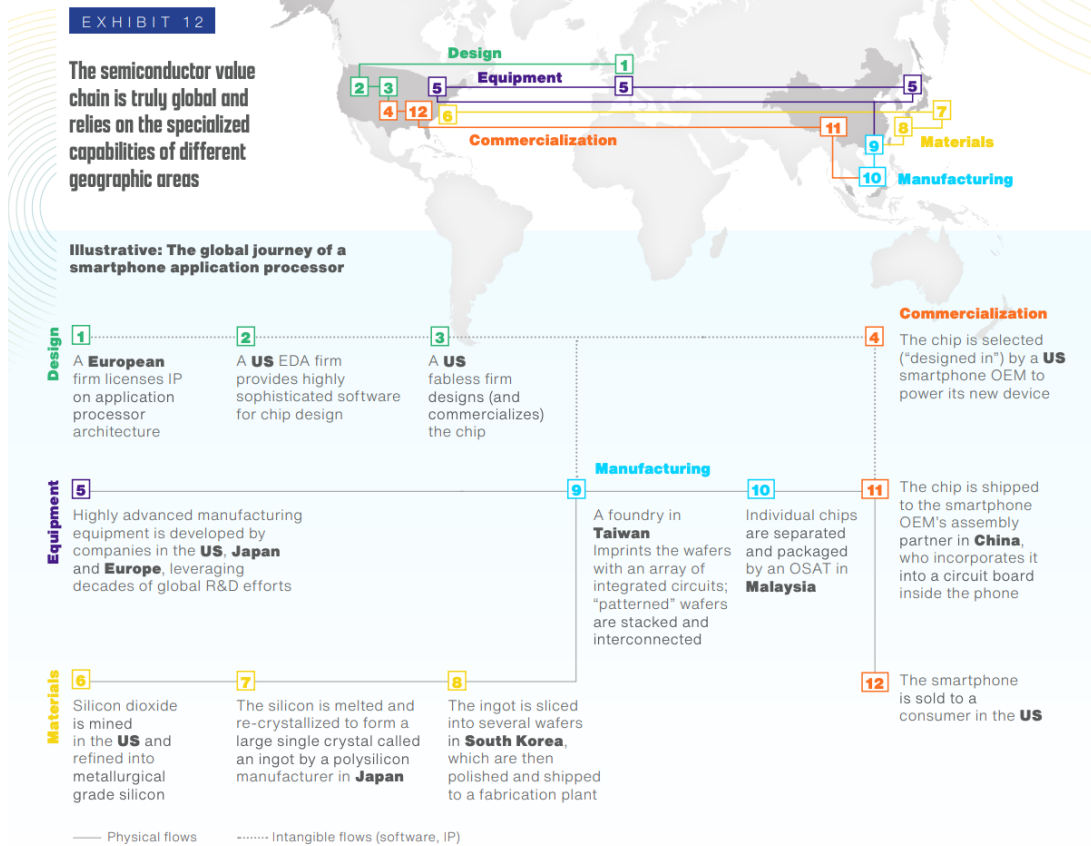 EXHIBIT 12
The semiconductor value
chain is truly global and
relies on the specialized
capabilities of different
geographic areas
Design
1
Equipment
2
3
5
5
5
4
12
6
7
Commercialization
11
8
Materials
9
10
Manufacturing
Illustrative: The global journey of a
smartphone application processor
Design
1
A European
firm licenses IP
on application
processor
architecture
2
A US EDA firm
provides highly
sophisticated software
for chip design
3
A US
fabless firm
designs (and
commercializes)
the chip
Commercialization
4
The chip is selected
(“designed in”) by a US
smartphone OEM to
power its new device
Equipment
5
Highly advanced manufacturing
equipment is developed by
companies in the US, Japan
and Europe, leveraging
decades of global R&D efforts
Manufacturing
9
A foundry in
Taiwan
Imprints the wafers
with an array of
integrated circuits;
“patterned” wafers
are stacked and
interconnected
10
Individual chips
are separated
and packaged
by an OSAT in
Malaysia
11
The chip is shipped
to the smartphone
OEM’s assembly
partner in China,
who incorporates it
into a circuit board
inside the phone
Materials
6
Silicon dioxide
is mined
in the US and
refined into
metallurgical
grade silicon
7
The silicon is melted and
re-crystallized to form a
large single crystal called
an ingot by a polysilicon
manufacturer in Japan
8
The ingot is sliced
into several wafers
in South Korea,
which are then
polished and shipped
to a fabrication plant
12
The smartphone
is sold to a
consumer in the US
Physical flows
Intangible flows (software, IP)